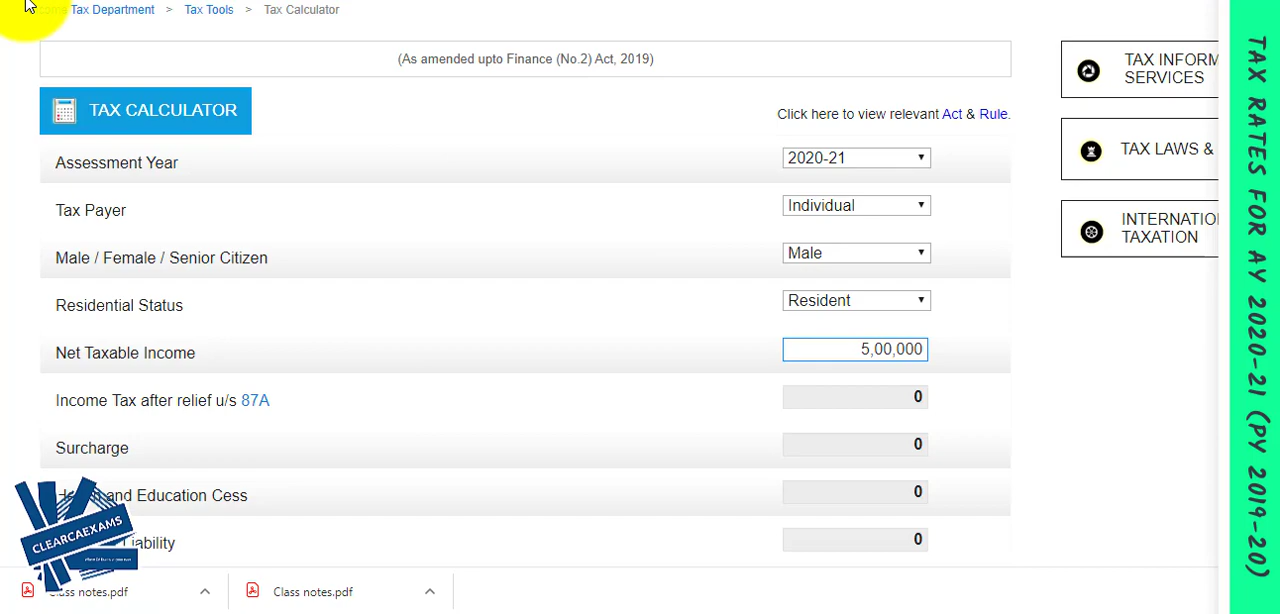 ome Tax Department > Tax Tools > Tax Calculator
(As amended upto Finance (No.2) Act, 2019)
TAX CALCULATOR
Click here to view relevant Act & Rule.
Assessment Year 2020-21
Tax Payer Individual
Male / Female / Senior Citizen Male
Residential Status Resident
Net Taxable Income 5,00,000
Income Tax after relief u/s 87A 0
Surcharge 0
and Education Cess 0
Liability 0
TAX INFORM
SERVICES
TAX LAWS &
INTERNATIO
TAXATION
TAX RATES FOR AY 2020-21 (PY 2019-20)
CLEARCAEXAMS
Class notes.pdf
Class notes.pdf